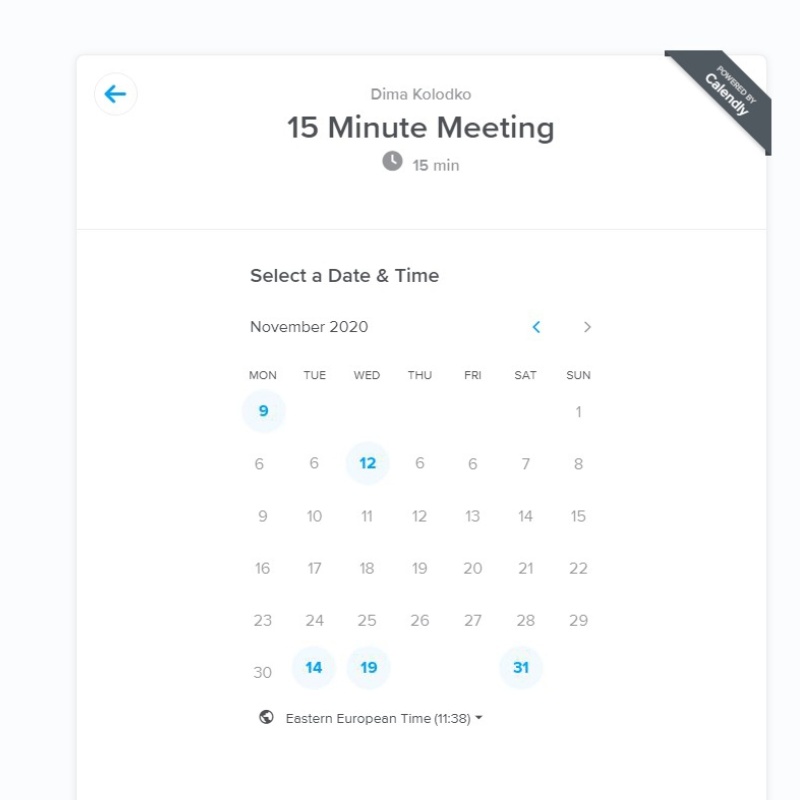 POWERED BY
Calendly
Dima Kolodko
15 Minute Meeting
15 min
Select a Date & Time
November 2020
MON TUE WED THU FRI SAT SUN
9 1
6 6 12 6 6 7 8
9 10 11 12 13 14 15
16 17 18 19 20 21 22
23 24 25 26 27 28 29
30 14 19 31
Eastern European Time (11:38)